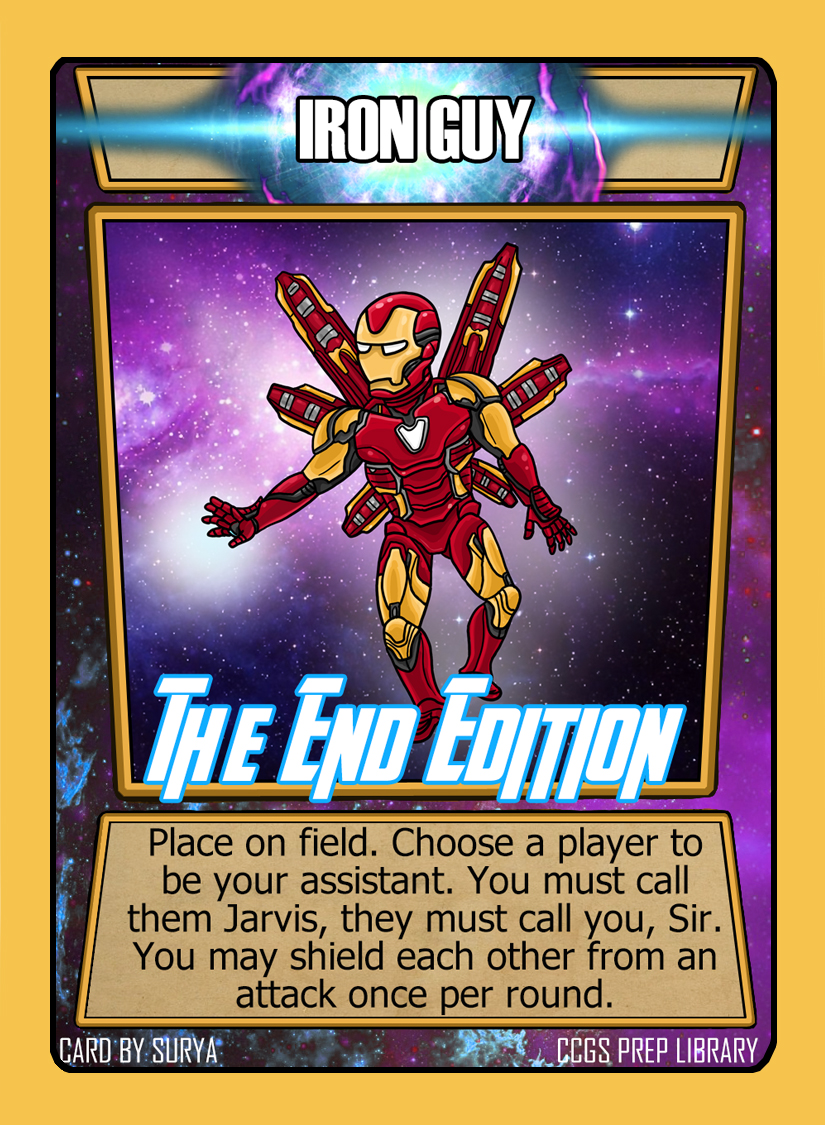 IRON GUY
THE END EDITION
Place on field. Choose a player to
be your assistant. You must call
them Jarvis, they must call you, Sir.
You may shield each other from an
attack once per round.
CARD BY SURYA
CCGS PREP LIBRARY